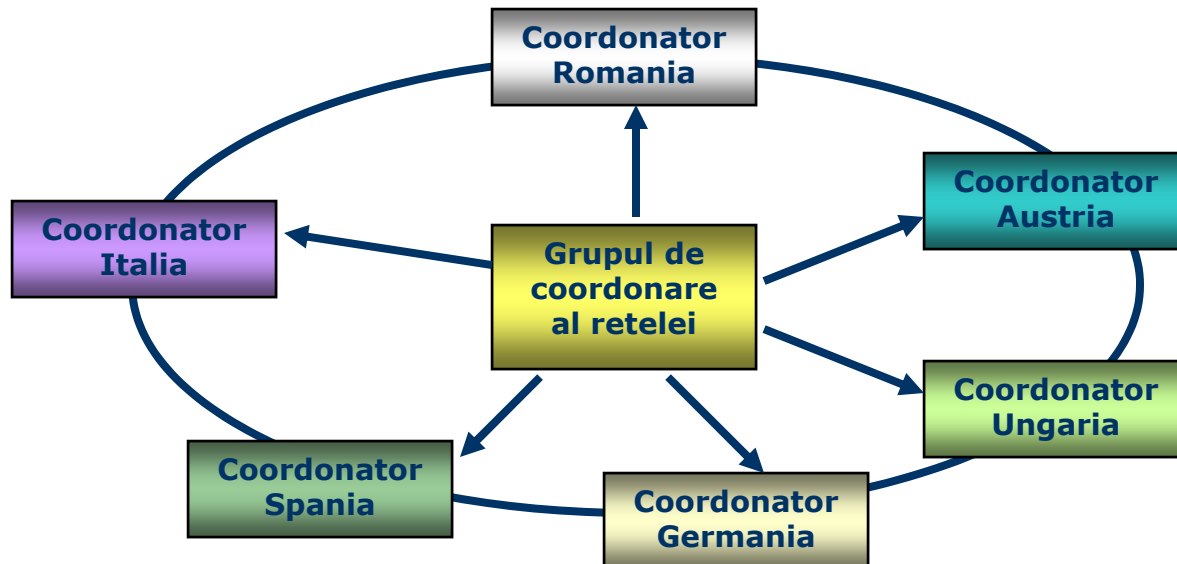 Coordonator
Romania
Coordonator
Austria
Coordonator
Italia
Grupul de
coordonare
al retelei
Coordonator
Ungaria
Coordonator
Spania
Coordonator
Germania